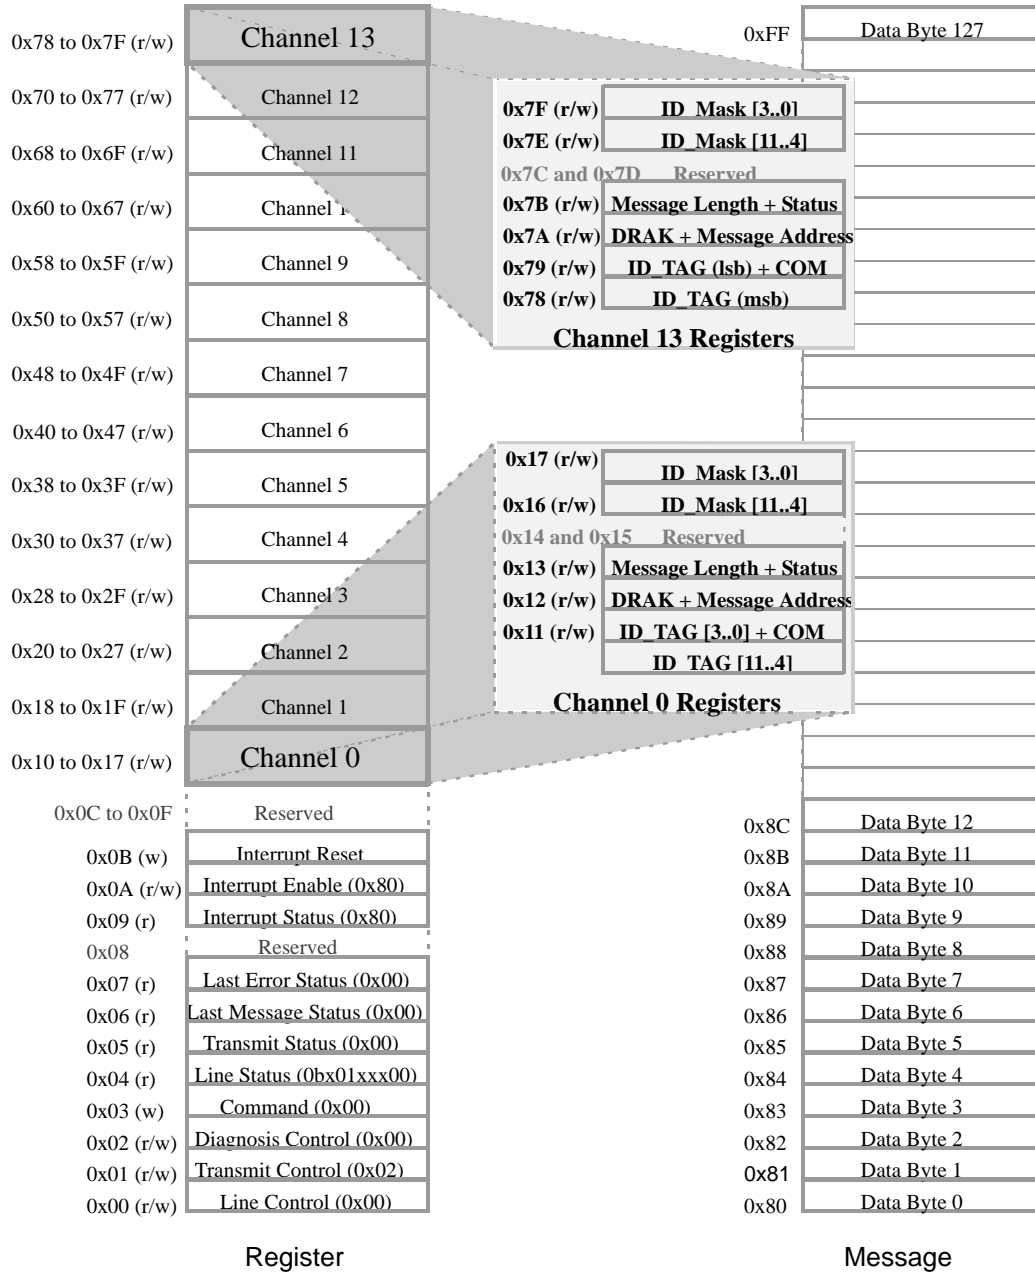 0x78 to 0x7F (r/w) Channel 13
0x70 to 0x77 (r/w) Channel 12
0x68 to 0x6F (r/w) Channel 11
0x60 to 0x67 (r/w) Channel 1
0x58 to 0x5F (r/w) Channel 9
0x50 to 0x57 (r/w) Channel 8
0x48 to 0x4F (r/w) Channel 7
0x40 to 0x47 (r/w) Channel 6
0x38 to 0x3F (r/w) Channel 5
0x30 to 0x37 (r/w) Channel 4
0x28 to 0x2F (r/w) Channel 3
0x20 to 0x27 (r/w) Channel 2
0x18 to 0x1F (r/w) Channel 1
0x10 to 0x17 (r/w) Channel 0
0x0C to 0x0F Reserved
0x0B (w) Interrupt Reset
0x0A (r/w) Interrupt Enable (0x80)
0x09 (r) Interrupt Status (0x80)
0x08 Reserved
0x07 (r) Last Error Status (0x00)
0x06 (r) Last Message Status (0x00)
0x05 (r) Transmit Status (0x00)
0x04 (r) Line Status (0bx01xxx00)
0x03 (w) Command (0x00)
0x02 (r/w) Diagnosis Control (0x00)
0x01 (r/w) Transmit Control (0x02)
0x00 (r/w) Line Control (0x00)
Register
0x7F (r/w) ID_Mask [3..0]
0x7E (r/w) ID_Mask [11..4]
0x7C and 0x7D Reserved
0x7B (r/w) Message Length + Status
0x7A (r/w) DRAK + Message Address
0x79 (r/w) ID_TAG (lsb) + COM
0x78 (r/w) ID_TAG (msb)
Channel 13 Registers
0x17 (r/w) ID_Mask [3..0]
0x16 (r/w) ID_Mask [11..4]
0x14 and 0x15 Reserved
0x13 (r/w) Message Length + Status
0x12 (r/w) DRAK + Message Address
0x11 (r/w) ID_TAG [3..0] + COM
ID_TAG [11..4]
Channel 0 Registers
0xFF Data Byte 127
0x8C Data Byte 12
0x8B Data Byte 11
0x8A Data Byte 10
0x89 Data Byte 9
0x88 Data Byte 8
0x87 Data Byte 7
0x86 Data Byte 6
0x85 Data Byte 5
0x84 Data Byte 4
0x83 Data Byte 3
0x82 Data Byte 2
0x81 Data Byte 1
0x80 Data Byte 0
Message